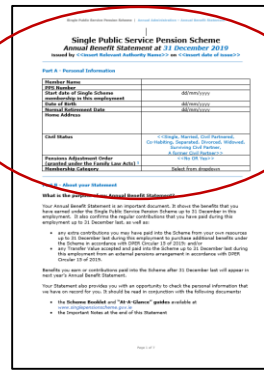 Single Public Service Pension Scheme | Annual Administration - Annual Benefit Statement
Single Public Service Pension Scheme
Annual Benefit Statement at 31 December 2019
issued by <<Insert Relevant Authority Name>> on <<insert date of issue>>
Part A - Personal Information
Member Name
PPS Number
Start date of Single Scheme membership in this employment dd/mm/yyyy
Date of Birth dd/mm/yyyy
Normal Retirement Date dd/mm/yyyy
Home Address
Civil Status <<Single, Married, Civil Partnered,
Co-Habiting, Separated, Divorced, Widowed,
Surviving Civil Partner,
A former Civil Partner>>
Pensions Adjustment Order <<No OR Yes>>
(granted under the Family Law Acts)
Membership Category Select from dropdown
Part B - About your Statement
What is the purpose of my Annual Benefit Statement?
Your Annual Benefit Statement is an important document. It shows the benefits that you
have earned under the Single Public Service Pension Scheme up to 31 December in this
employment. It also confirms the regular contributions that you have paid during this
employment up to 31 December last, as well as:
• any extra contributions you may have paid into the Scheme from your own resources
up to 31 December last during this employment to purchase additional benefits under
the Scheme in accordance with DPER Circular 19 of 2019; and/or
• any Transfer Value accepted and paid into the Scheme up to 31 December last during
this employment from an external pensions arrangement in accordance with DPER
Circular 19 of 2019.
Benefits you earn or contributions paid into the Scheme after 31 December last will appear in
next year's Annual Benefit Statement.
Your Statement also provides you with an opportunity to check the personal information that
we have on record for you. It should be read in conjunction with the following documents:
• the Scheme Booklet and "At-A-Glance" guides available at
www.singlepensionscheme.gov.ie
• the Important Notes at the end of this Statement